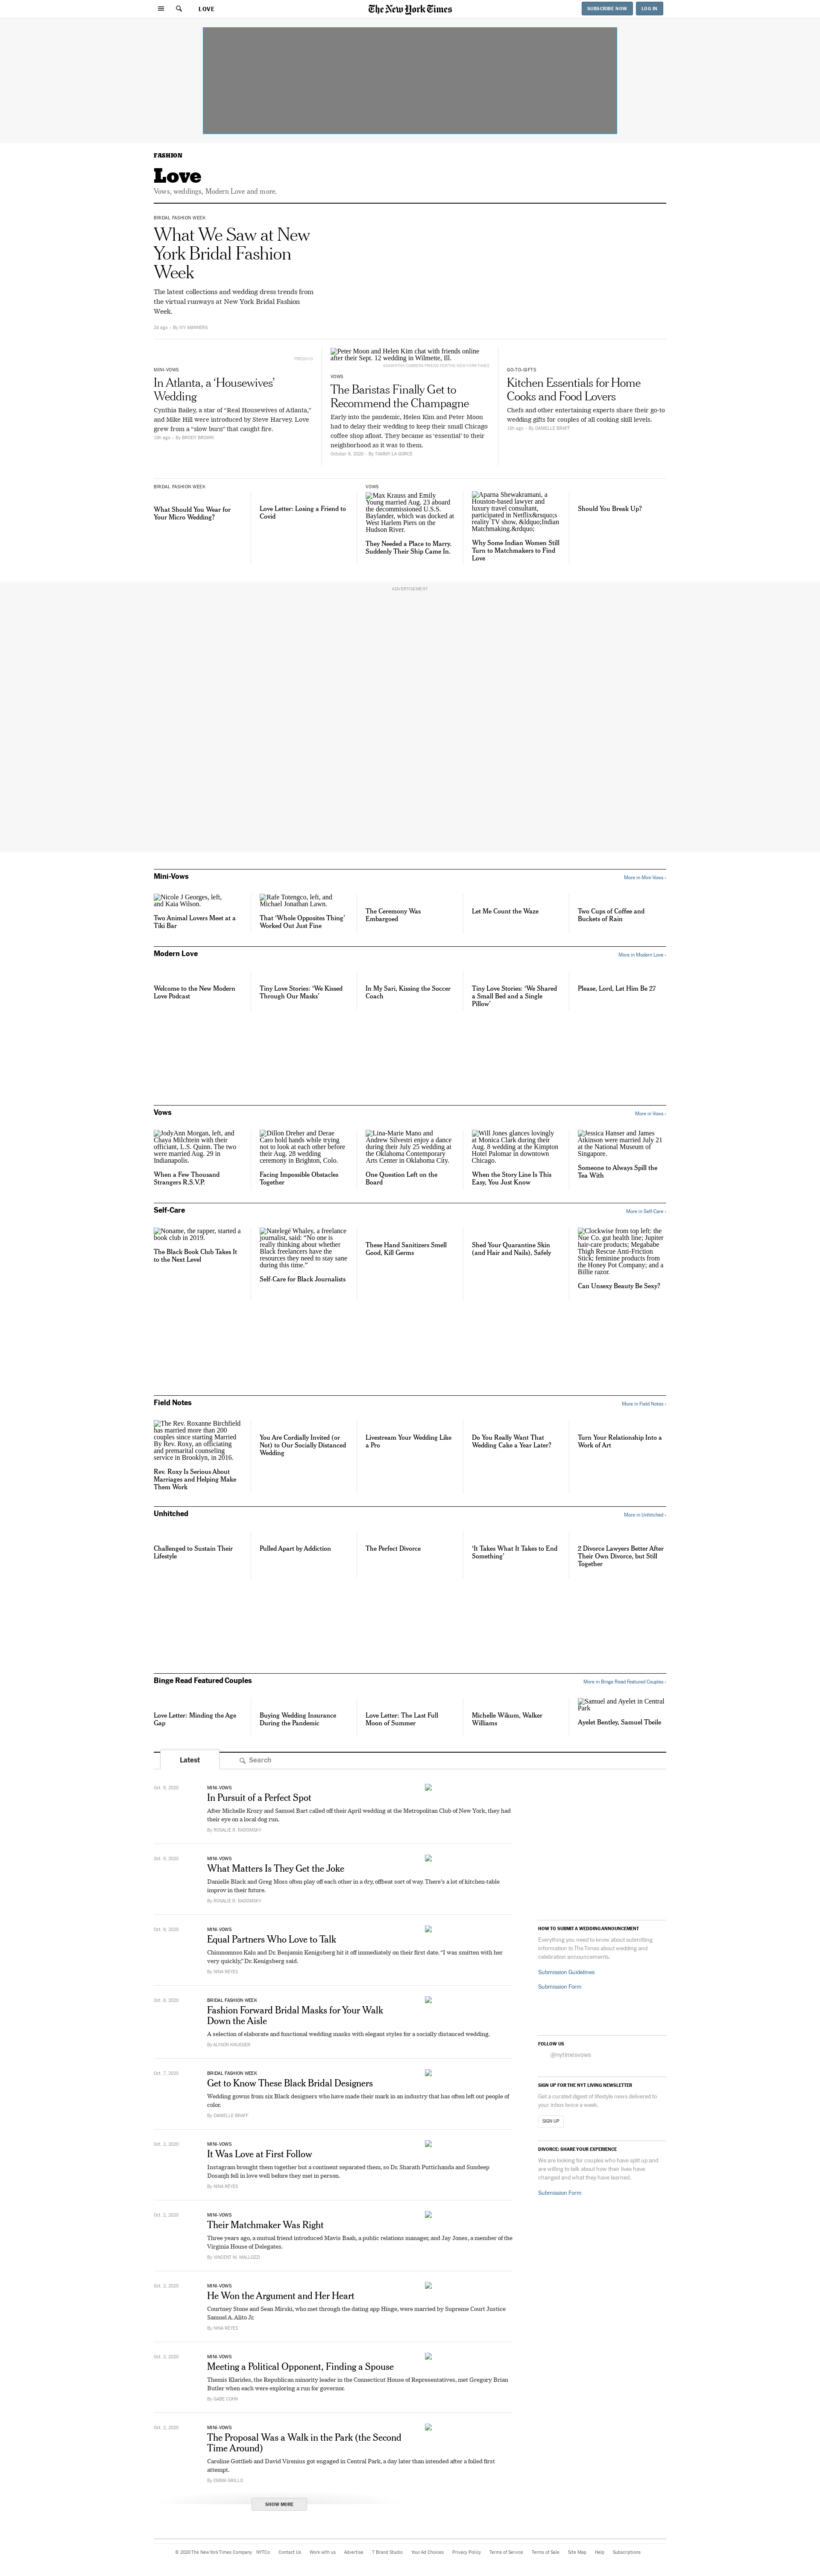 LOVE
The New York Times
SUBSCRIBE NOW
LOG IN
FASHION
Love
Vows, weddings, Modern Love and more.
BRIDAL FASHION WEEK
What We Saw at New
York Bridal Fashion
Week
The latest collections and wedding dress trends from
the virtual runways at New York Bridal Fashion
Week.
2d ago • By IVY MANNERS
MINI-VOWS
In Atlanta, a ‘Housewives’
Wedding
Cynthia Bailey, a star of “Real Housewives of Atlanta,”
and Mike Hill were introduced by Steve Harvey. Love
grew from a “slow burn” that caught fire.
By BRODY BROWN
Peter Moon and Helen Kim chat with friends online
after their Sept. 12 wedding in Wilmette, Ill.
VOWS
The Baristas Finally Get to
Recommend the Champagne
Early into the pandemic, Helen Kim and Peter Moon
had to delay their wedding to keep their small Chicago
coffee shop afloat. They became as ‘essential’ to their
neighborhood as it was to them.
October 9, 2020 • By TAMMY LA GORCE
GO-TO-GIFTS
Kitchen Essentials for Home
Cooks and Food Lovers
Chefs and other entertaining experts share their go-to
wedding gifts for couples of all cooking skill levels.
By DANIELLE BRAFF
BRIDAL FASHION WEEK
What Should You Wear for
Your Micro Wedding?
Love Letter: Losing a Friend to
Covid
VOWS
Max Krauss and Emily
Young married Aug. 23 aboard
the decommissioned U.S.S.
Baylander, which was docked at
West Harlem Piers on the
Hudson River.
They Needed a Place to Marry.
Suddenly Their Ship Came In.
Aparna Shewakramani, a
Houston-based lawyer and
luxury travel consultant,
participated in Netflix&rsquo;s
reality TV show, &ldquo;Indian
Matchmaking.&rdquo;
Why Some Indian Women Still
Turn to Matchmakers to Find
Love
Should You Break Up?
ADVERTISEMENT
Mini-Vows
More in Mini-Vows ›
Nicole J Georges, left,
and Kaia Wilson.
Two Animal Lovers Meet at a
Tiki Bar
Rafe Totengco, left, and
Michael Jonathan Lawn.
That ‘Whole Opposites Thing’
Worked Out Just Fine
The Ceremony Was
Embargoed
Let Me Count the Waze
Two Cups of Coffee and
Buckets of Rain
Modern Love
More in Modern Love ›
Welcome to the New Modern
Love Podcast
Tiny Love Stories: ‘We Kissed
Through Our Masks’
In My Sari, Kissing the Soccer
Coach
Tiny Love Stories: ‘We Shared
a Small Bed and a Single
Pillow’
Please, Lord, Let Him Be 27
Vows
More in Vows ›
JodyAnn Morgan, left, and
Chaya Milchtein with their
officiant, L.S. Quinn. The two
were married Aug. 29 in
Indianapolis.
When a Few Thousand
Strangers R.S.V.P.
Dillon Dreher and Derae
Caro hold hands while trying
not to look at each other before
their Aug. 28 wedding
ceremony in Brighton, Colo.
Facing Impossible Obstacles
Together
Lina-Marie Mano and
Andrew Silvestri enjoy a dance
during their July 25 wedding at
the Oklahoma Contemporary
Arts Center in Oklahoma City.
One Question Left on the
Board
Will Jones glances lovingly
at Monica Clark during their
Aug. 8 wedding at the Kimpton
Hotel Palomar in downtown
Chicago.
When the Story Line Is This
Easy, You Just Know
Jessica Hanser and James
Atkinson were married July 21
at the National Museum of
Singapore.
Someone to Always Spill the
Tea With
Self-Care
More in Self-Care ›
Noname, the rapper, started a
book club in 2019.
The Black Book Club Takes It
to the Next Level
Natelegé Whaley, a freelance
journalist, said: “No one is
really thinking about whether
Black freelancers have the
resources they need to stay sane
during this time.”
Self-Care for Black Journalists
These Hand Sanitizers Smell
Good, Kill Germs
Shed Your Quarantine Skin
(and Hair and Nails), Safely
Clockwise from top left: the
Nue Co. gut health line; Jupiter
hair-care products; Megababe
Thigh Rescue Anti-Friction
Stick; feminine products from
the Honey Pot Company; and a
Billie razor.
Can Unsexy Beauty Be Sexy?
Field Notes
More in Field Notes ›
The Rev. Roxanne Birchfield
has married more than 200
couples since starting Married
By Rev. Roxy, an officiating
and premarital counseling
service in Brooklyn, in 2016.
Rev. Roxy Is Serious About
Marriages and Helping Make
Them Work
You Are Cordially Invited (or
Not) to Our Socially Distanced
Wedding
Livestream Your Wedding Like
a Pro
Do You Really Want That
Wedding Cake a Year Later?
Turn Your Relationship Into a
Work of Art
Unhitched
More in Unhitched ›
Challenged to Sustain Their
Lifestyle
Pulled Apart by Addiction
The Perfect Divorce
‘It Takes What It Takes to End
Something’
2 Divorce Lawyers Better After
Their Own Divorce, but Still
Together
Binge Read Featured Couples
More in Binge Read Featured Couples ›
Love Letter: Minding the Age
Gap
Buying Wedding Insurance
During the Pandemic
Love Letter: The Last Full
Moon of Summer
Michelle Wikum, Walker
Williams
Samuel and Ayelet in Central
Park
Ayelet Bentley, Samuel Tbeile
Latest
Search
Oct. 9, 2020
MINI-VOWS
In Pursuit of a Perfect Spot
After Michelle Krozy and Samuel Bart called off their April wedding at the Metropolitan Club of New York, they had
their eye on a local dog run.
By ROSALIE R. RADOMSKY
Oct. 9, 2020
MINI-VOWS
What Matters Is They Get the Joke
Danielle Black and Greg Moss often play off each other in a dry, offbeat sort of way. There’s a lot of kitchen-table
improv in their future.
By ROSALIE R. RADOMSKY
Oct. 9, 2020
MINI-VOWS
Equal Partners Who Love to Talk
Chimnomnso Kalu and Dr. Benjamin Kenigsberg hit it off immediately on their first date. “I was smitten with her
very quickly,” Dr. Kenigsberg said.
By NINA REYES
Oct. 8, 2020
BRIDAL FASHION WEEK
Fashion Forward Bridal Masks for Your Walk
Down the Aisle
A selection of elaborate and functional wedding masks with elegant styles for a socially distanced wedding.
By ALYSON KRUEGER
Oct. 7, 2020
BRIDAL FASHION WEEK
Get to Know These Black Bridal Designers
Wedding gowns from six Black designers who have made their mark in an industry that has often left out people of
color.
By DANIELLE BRAFF
Oct. 2, 2020
MINI-VOWS
It Was Love at First Follow
Instagram brought them together but a continent separated them, so Dr. Sharath Puttichanda and Sundeep
Dosanjh fell in love well before they met in person.
By NINA REYES
Oct. 2, 2020
MINI-VOWS
Their Matchmaker Was Right
Three years ago, a mutual friend introduced Mavis Baah, a public relations manager, and Jay Jones, a member of the
Virginia House of Delegates.
By VINCENT M. MALLOZZI
Oct. 2, 2020
MINI-VOWS
He Won the Argument and Her Heart
Courtney Stone and Sean Mirski, who met through the dating app Hinge, were married by Supreme Court Justice
Samuel A. Alito Jr.
By NINA REYES
Oct. 2, 2020
MINI-VOWS
Meeting a Political Opponent, Finding a Spouse
Themis Klarides, the Republican minority leader in the Connecticut House of Representatives, met Gregory Brian
Butler when each were exploring a run for governor.
By GABE COHN
Oct. 2, 2020
MINI-VOWS
The Proposal Was a Walk in the Park (the Second
Time Around)
Caroline Gottlieb and David Virenius got engaged in Central Park, a day later than intended after a foiled first
attempt.
By EMMA GRILLO
SHOW MORE
HOW TO SUBMIT A WEDDING ANNOUNCEMENT
Everything you need to know about submitting
information to The Times about wedding and
celebration announcements.
Submission Guidelines
Submission Form
FOLLOW US
@nytimesvows
SIGN UP FOR THE NYT LIVING NEWSLETTER
Get a curated digest of lifestyle news delivered to
your inbox twice a week.
SIGN UP
DIVORCE: SHARE YOUR EXPERIENCE
We are looking for couples who have split up and
are willing to talk about how their lives have
changed and what they have learned.
Submission Form
© 2020 The New York Times Company NYTCo Contact Us Work with us Advertise T Brand Studio Your Ad Choices Privacy Policy Terms of Service Terms of Sale Site Map Help Subscriptions